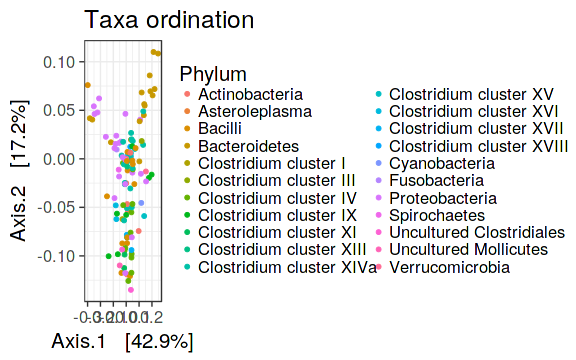 Taxa ordination
Axis.2 [17.2%]
0.10
0.05
0.00
-0.05
-0.10
Axis.1 [42.9%]
Phylum
Actinobacteria
Asteroleplasma
Bacilli
Bacteroidetes
Clostridium cluster I
Clostridium cluster III
Clostridium cluster IV
Clostridium cluster IX
Clostridium cluster XI
Clostridium cluster XIII
Clostridium cluster XIVa
Clostridium cluster XV
Clostridium cluster XVI
Clostridium cluster XVII
Clostridium cluster XVIII
Cyanobacteria
Fusobacteria
Proteobacteria
Spirochaetes
Uncultured Clostridiales
Uncultured Mollicutes
Verrucomicrobia